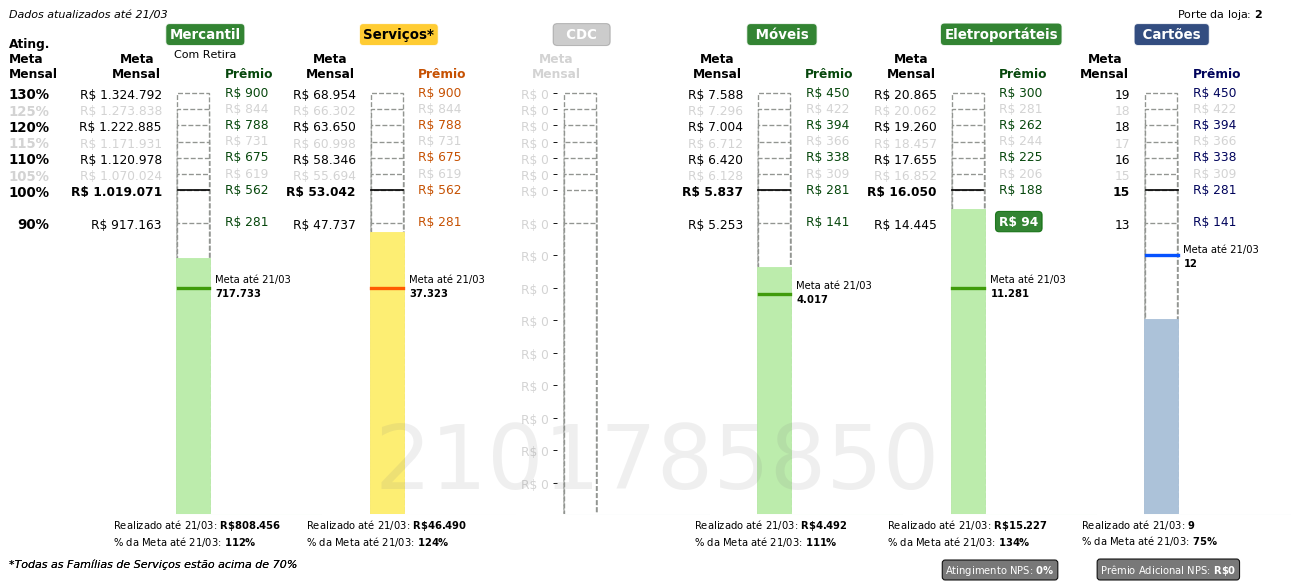 Dados atualizados até 21/03
Porte da loja: 2
Mercantil Serviços* CDC Móveis Eletroportáteis Cartões
Com Retira
Ating. Meta Mensal
Meta Mensal Prêmio Meta Mensal Prêmio Meta Mensal Meta Mensal Prêmio Meta Mensal Prêmio Meta Mensal Prêmio
130% R$ 1.324.792 R$ 900 R$ 68.954 R$ 900 R$ 0 R$ 7.588 R$ 450 R$ 20.865 R$ 300 19 R$ 450
125% R$ 1.273.838 R$ 844 R$ 66.302 R$ 844 R$ 0 R$ 7.296 R$ 422 R$ 20.062 R$ 281 18 R$ 422
120% R$ 1.222.885 R$ 788 R$ 63.650 R$ 788 R$ 0 R$ 7.004 R$ 394 R$ 19.260 R$ 262 18 R$ 394
115% R$ 1.171.931 R$ 731 R$ 60.998 R$ 731 R$ 0 R$ 6.712 R$ 366 R$ 18.457 R$ 244 17 R$ 366
110% R$ 1.120.978 R$ 675 R$ 58.346 R$ 675 R$ 0 R$ 6.420 R$ 338 R$ 17.655 R$ 225 16 R$ 338
105% R$ 1.070.024 R$ 619 R$ 55.694 R$ 619 R$ 0 R$ 6.128 R$ 309 R$ 16.852 R$ 206 15 R$ 309
100% R$ 1.019.071 R$ 562 R$ 53.042 R$ 562 R$ 0 R$ 5.837 R$ 281 R$ 16.050 R$ 188 15 R$ 281
90% R$ 917.163 R$ 281 R$ 47.737 R$ 281 R$ 0 R$ 5.253 R$ 141 R$ 14.445 R$ 94 13 R$ 141
R$ 0
Meta até 21/03
12
R$ 0
Meta até 21/03 Meta até 21/03 Meta até 21/03 Meta até 21/03
717.733 37.323 4.017 11.281
R$ 0
R$ 0
R$ 0
R$ 0
R$ 0
R$ 0
2101785850
Realizado até 21/03: R$808.456 Realizado até 21/03: R$46.490 Realizado até 21/03: R$4.492 Realizado até 21/03: R$15.227 Realizado até 21/03: 9
% da Meta até 21/03: 112% % da Meta até 21/03: 124% % da Meta até 21/03: 111% % da Meta até 21/03: 134% % da Meta até 21/03: 75%
*Todas as Famílias de Serviços estão acima de 70%
Atingimento NPS: 0% Prêmio Adicional NPS: R$0